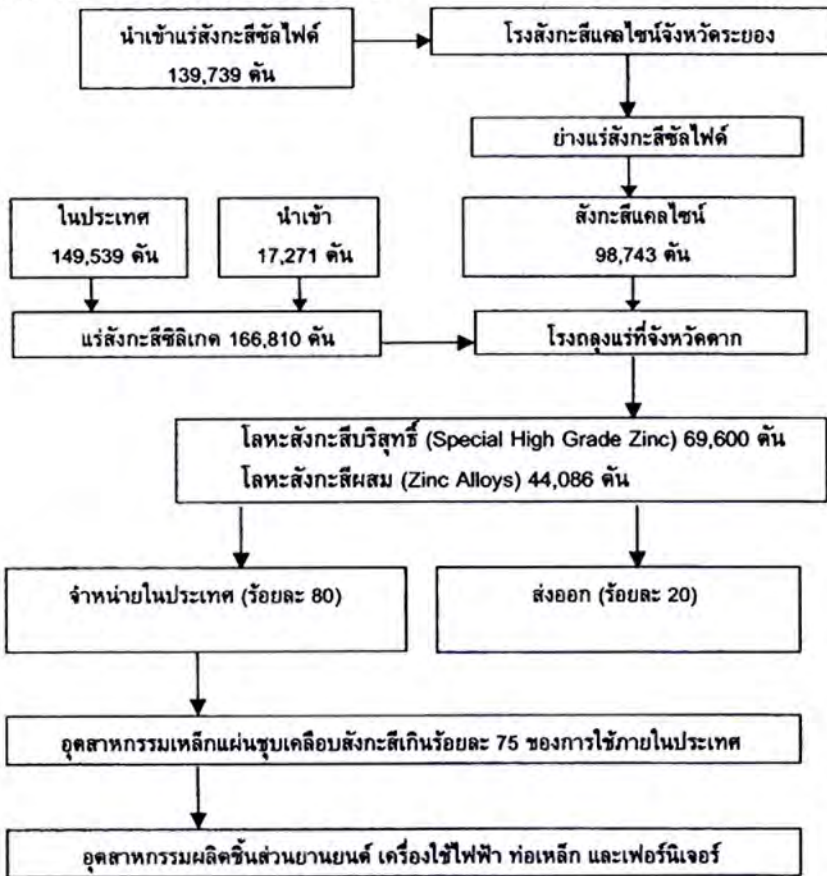 นำเข้าแร่สังกะสีซัลไฟด์
139,739 ตัน
โรงสังกะสีแคลไซน์จังหวัดระยอง
ย่างแร่สังกะสีซัลไฟด์
ในประเทศ
149,539 ตัน
นำเข้า
17,271 ตัน
สังกะสีแคลไซน์
98,743 ตัน
แร่สังกะสีซิลิเกต 166,810 ตัน
โรงถลุงแร่ที่จังหวัดตาก
โลหะสังกะสีบริสุทธิ์ (Special High Grade Zinc) 69,600 ตัน
โลหะสังกะสีผสม (Zinc Alloys) 44,086 ตัน
จำหน่ายในประเทศ (ร้อยละ 80)
ส่งออก (ร้อยละ 20)
อุตสาหกรรมเหล็กแผ่นชุบเคลือบสังกะสีเกินร้อยละ 75 ของการใช้ภายในประเทศ
อุตสาหกรรมผลิตชิ้นส่วนยานยนต์ เครื่องใช้ไฟฟ้า ท่อเหล็ก และเฟอร์นิเจอร์